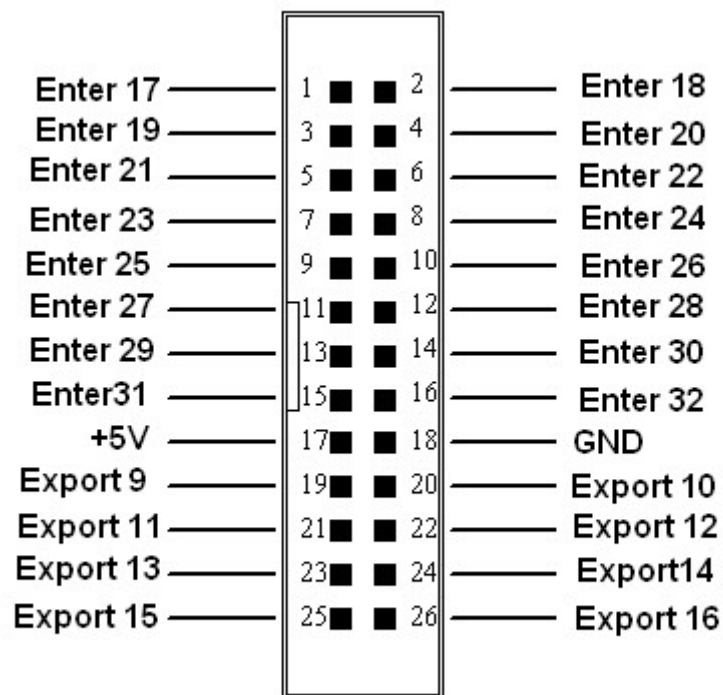 Enter 17 1 2 Enter 18
Enter 19 3 4 Enter 20
Enter 21 5 6 Enter 22
Enter 23 7 8 Enter 24
Enter 25 9 10 Enter 26
Enter 27 11 12 Enter 28
Enter 29 13 14 Enter 30
Enter31 15 16 Enter 32
+5V 17 18 GND
Export 9 19 20 Export 10
Export 11 21 22 Export 12
Export 13 23 24 Export14
Export 15 25 26 Export 16